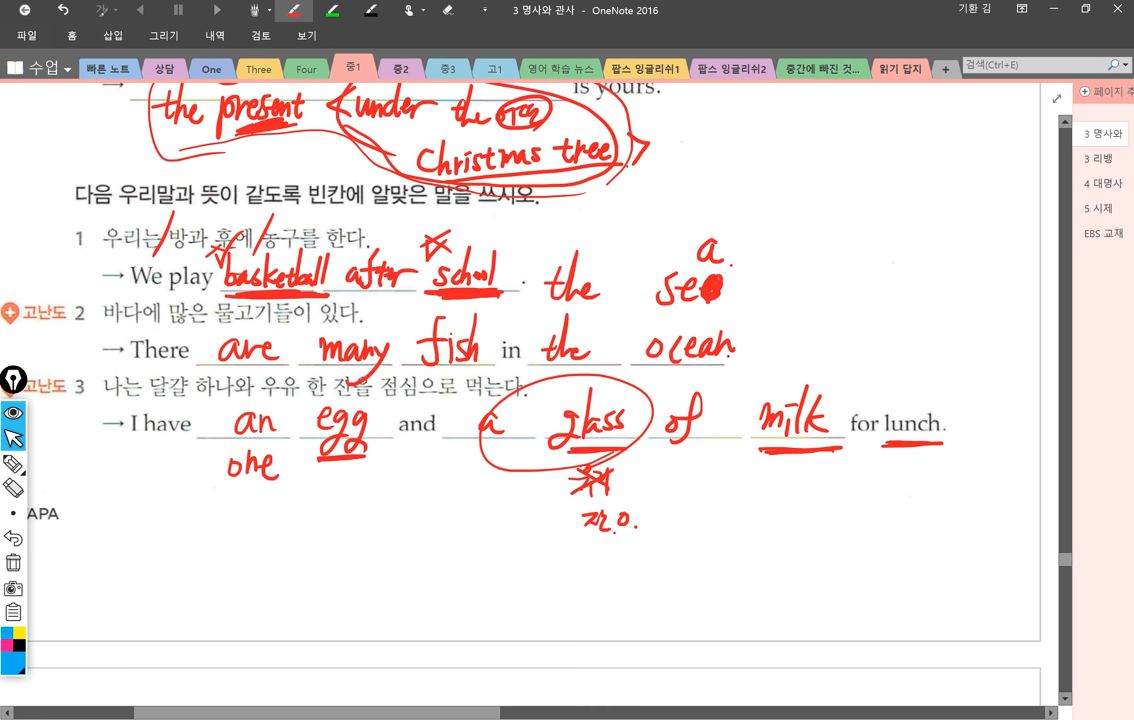 3 명사와 관사 - OneNote 2016
기환 김
파일 홈 삽입 그리기 내역 검토 보기
수업 빠른 노트 상담 One Three Four 중1 중2 중3 고1 영어 학습 뉴스 팝스 잉글리쉬1 팝스 잉글리쉬2 중간에 빠진 것... 읽기 답지 + 검색(Ctrl+E)
페이지 추
3 명사와
3 리뱅
4 대명사
5 시제
EBS 교재
→ the present under the is yours.
Christmas tree
다음 우리말과 뜻이 같도록 빈칸에 알맞은 말을 쓰시오.
1 우리는 방과 후에 농구를 한다.
→ We play basketball after school.
the sea.
고난도 2 바다에 많은 물고기들이 있다.
→ There are many fish in the ocean.
고난도 3 나는 달걀 하나와 우유 한 잔을 점심으로 먹는다.
→ I have an egg and a glass of milk for lunch.
one
잔 o.
APA